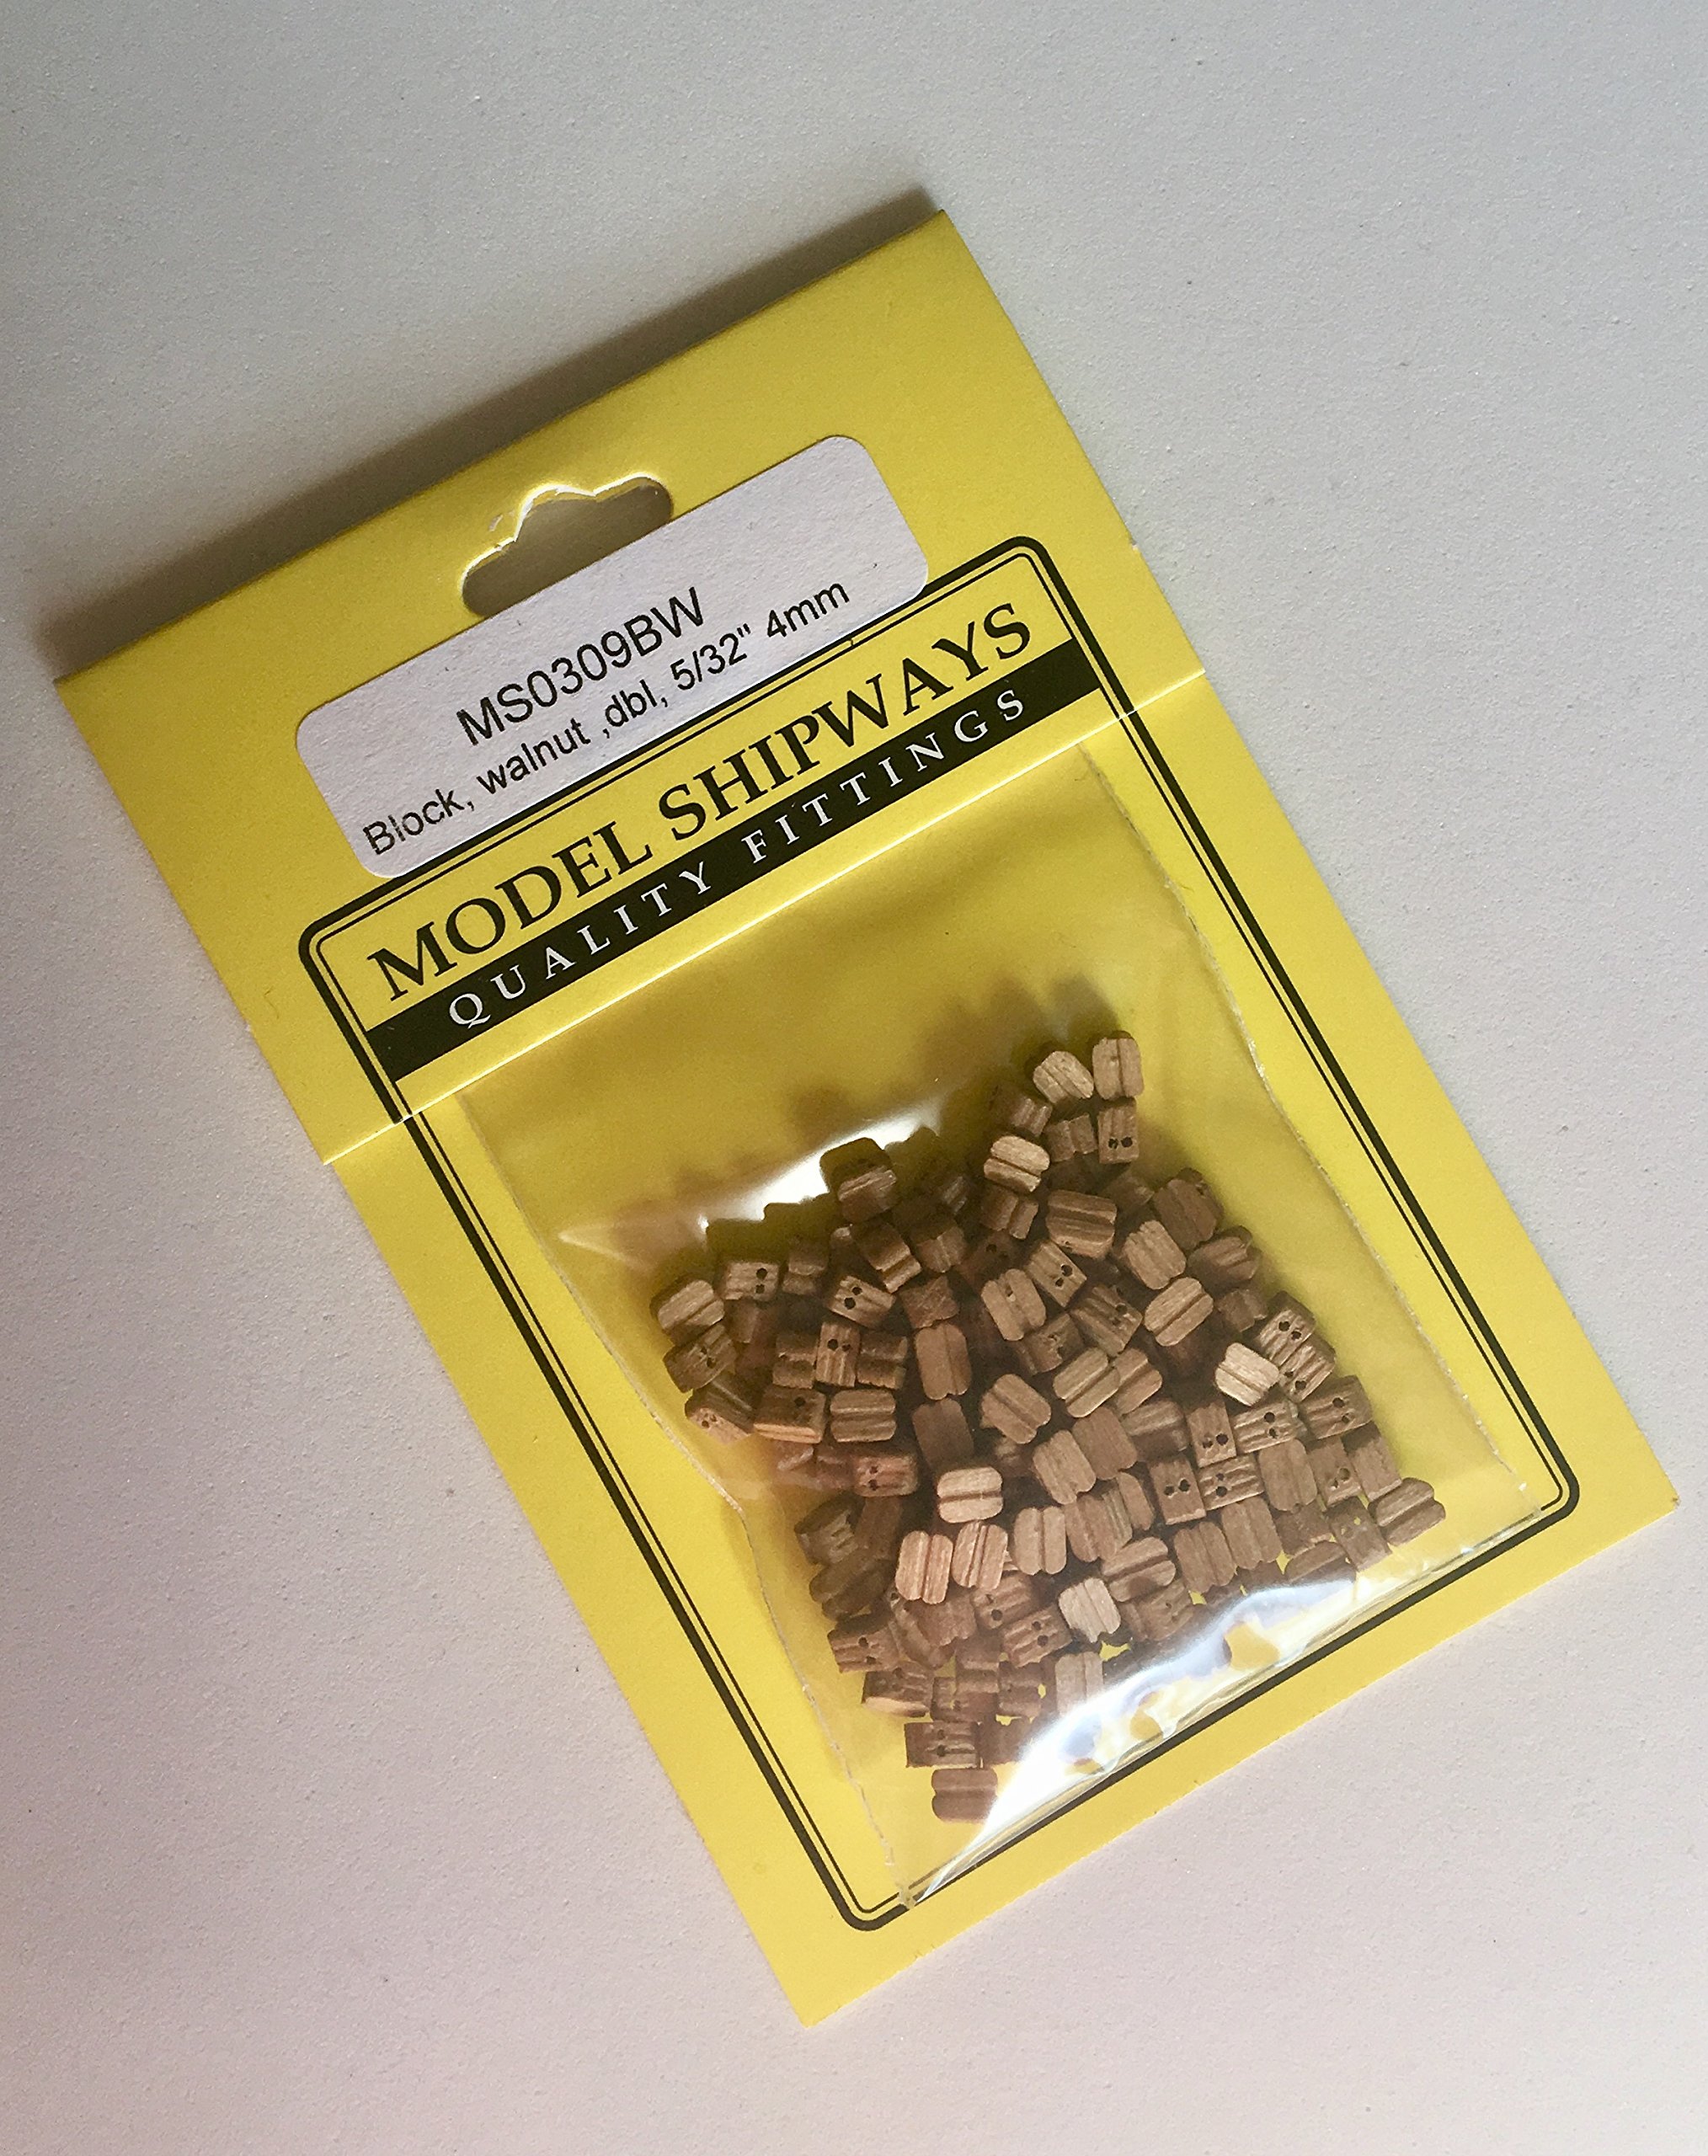 MS0309BW
Block, walnut ,dbl, 5/32" 4mm
MODEL SHIPWAYS
QUALITY FITTINGS